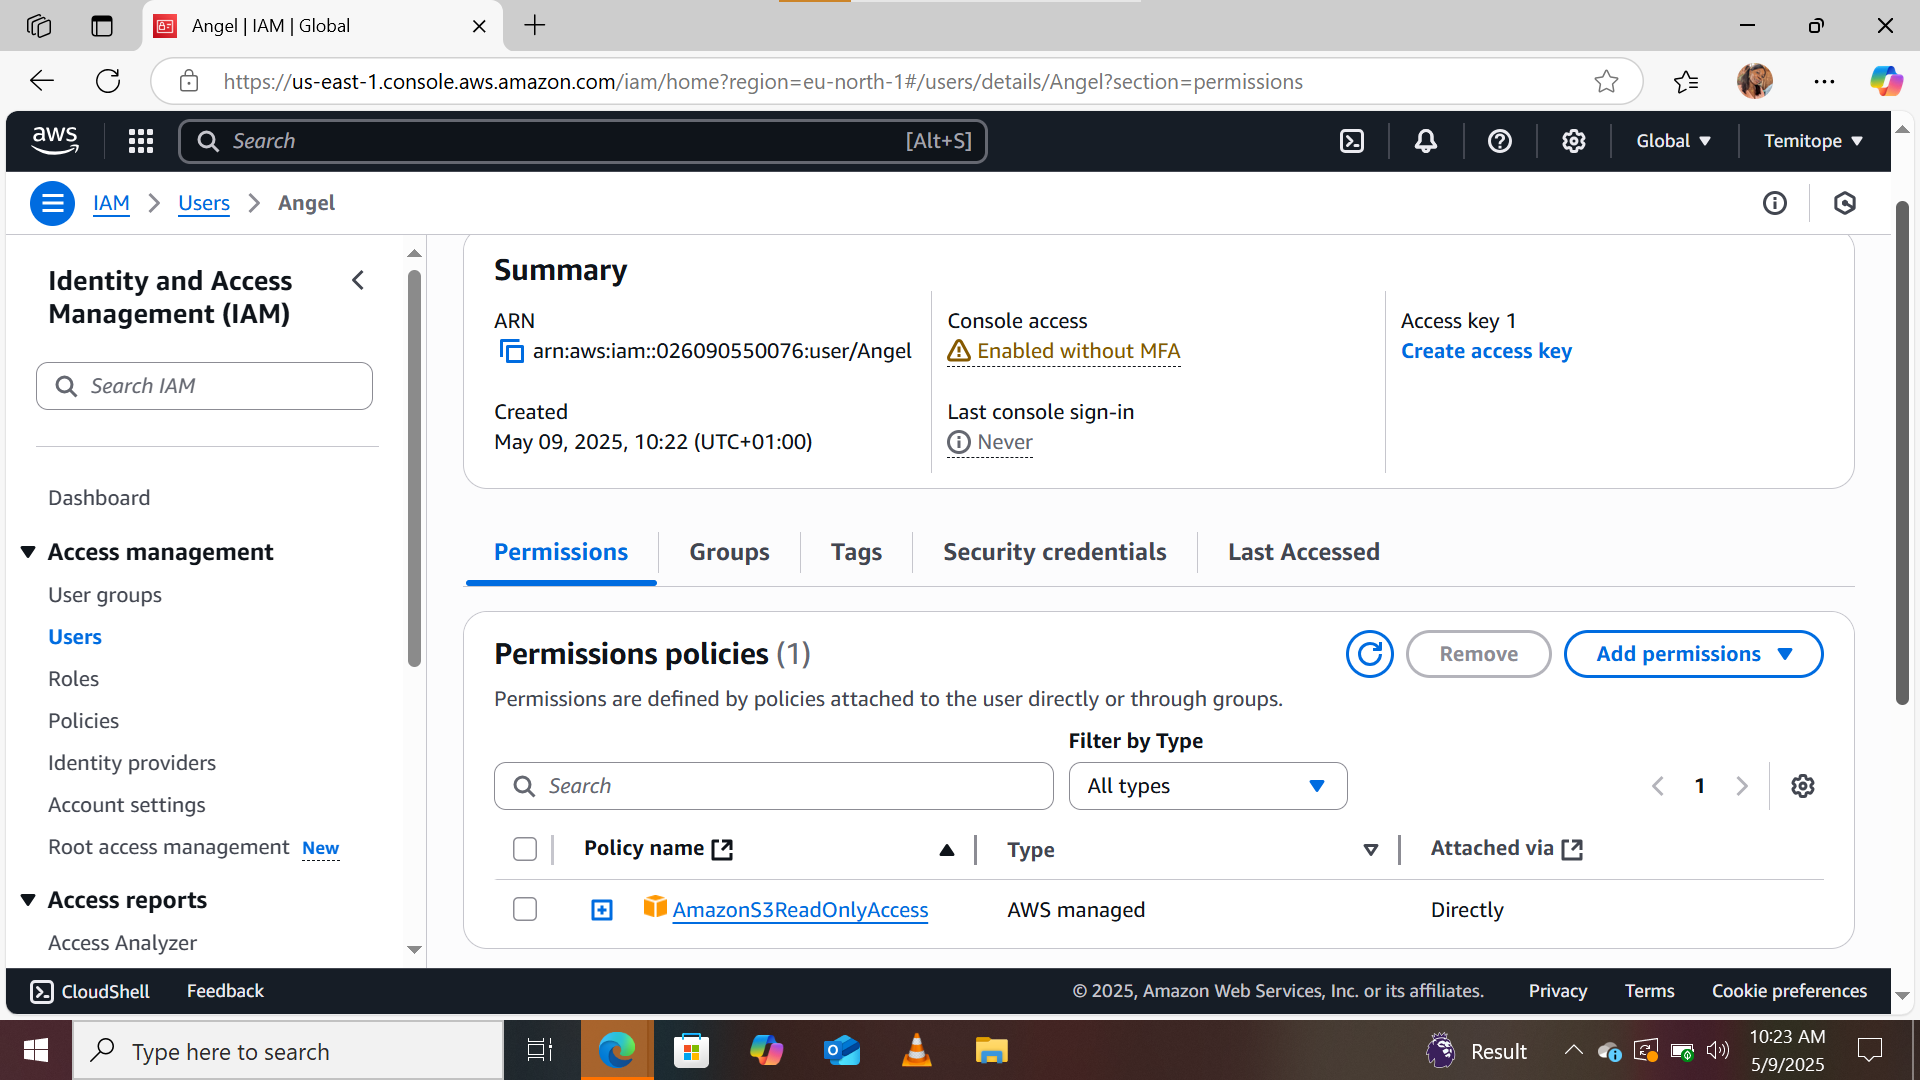 Angel | IAM | Global
https://us-east-1.console.aws.amazon.com/iam/home?region=eu-north-1#/users/details/Angel?section=permissions
aws
Search
[Alt+S]
Global
Temitope
IAM
Users
Angel
Identity and Access
Management (IAM)
Search IAM
Dashboard
Access management
User groups
Users
Roles
Policies
Identity providers
Account settings
Root access management New
Access reports
Access Analyzer
Summary
ARN
arn:aws:iam::026090550076:user/Angel
Created
May 09, 2025, 10:22 (UTC+01:00)
Console access
Enabled without MFA
Last console sign-in
Never
Access key 1
Create access key
Permissions
Groups
Tags
Security credentials
Last Accessed
Permissions policies (1)
Remove
Add permissions
Permissions are defined by policies attached to the user directly or through groups.
Filter by Type
Search
All types
1
Policy name
Type
Attached via
AmazonS3ReadOnlyAccess
AWS managed
Directly
CloudShell
Feedback
© 2025, Amazon Web Services, Inc. or its affiliates.
Privacy
Terms
Cookie preferences
Type here to search
Result
10:23 AM
5/9/2025